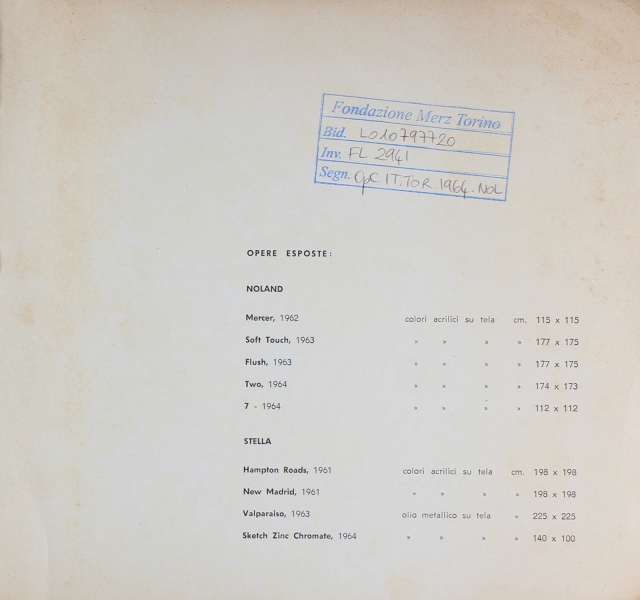 Fondazione Merz Torino
Bid. LO10797720
Inv. FL 2941
Segn. OpC IT.TOR.1964.NOL
OPERE ESPOSTE:
NOLAND
Mercer, 1962 colori acrilici su tela cm. 115 x 115
Soft Touch, 1963 » » » » 177 x 175
Flush, 1963 » » » » 177 x 175
Two, 1964 » » » » 174 x 173
7 - 1964 » » » » 112 x 112
STELLA
Hampton Roads, 1961 colori acrilici su tela cm. 198 x 198
New Madrid, 1961 » » » » 198 x 198
Valparaiso, 1963 olio metallico su tela » 225 x 225
Sketch Zinc Chromate, 1964 » » » » 140 x 100